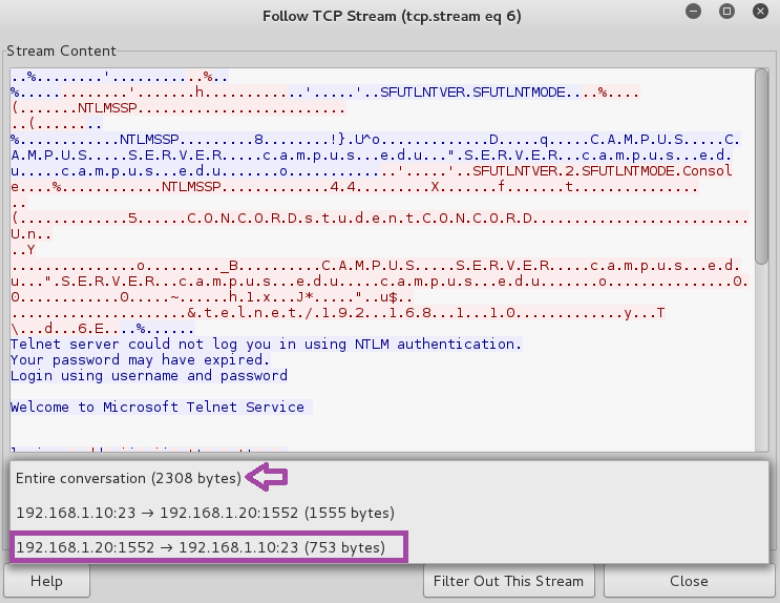 Follow TCP Stream (tcp.stream eq 6)
Stream Content
..%........'...........%..
%..............'.......h.............'.....'..SFUTLNTVER.SFUTLNTMODE....%....
(.......NTLMSSP..........................
..(........
%............NTLMSSP.........8........!}.U^o............D.....q.....C.A.M.P.U.S.....C.
A.M.P.U.S.....S.E.R.V.E.R.....c.a.m.p.u.s...e.d.u...".S.E.R.V.E.R...c.a.m.p.u.s...e.d.
u.....c.a.m.p.u.s...e.d.u.......o..............'.....'..SFUTLNTVER.2.SFUTLNTMODE.Consol
e....%...........NTLMSSP............4.4........X.......f.......t..............
..
(.............5......C.O.N.C.O.R.D.s.t.u.d.e.n.t.C.O.N.C.O.R.D..........................
U.n..
..Y
..............o.........._B..........C.A.M.P.U.S.....S.E.R.V.E.R.....c.a.m.p.u.s...e.d.
u...".S.E.R.V.E.R...c.a.m.p.u.s...e.d.u.....c.a.m.p.u.s...e.d.u.......o...............0.
0............0.....~......h.1.x...J*....."..u$..
....................&.t.e.l.n.e.t./.1.9.2...1.6.8...1...1.0.............y...T
\...d...6.E....%......
Telnet server could not log you in using NTLM authentication.
Your password may have expired.
Login using username and password
Welcome to Microsoft Telnet Service
Entire conversation (2308 bytes)
192.168.1.10:23 → 192.168.1.20:1552 (1555 bytes)
192.168.1.20:1552 → 192.168.1.10:23 (753 bytes)
Help
Filter Out This Stream
Close